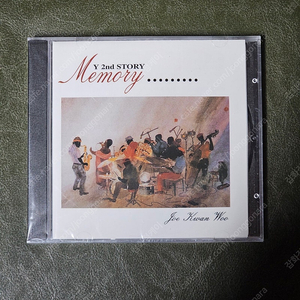 Y 2nd STORY
Memory.........
Joe Kwan Woo